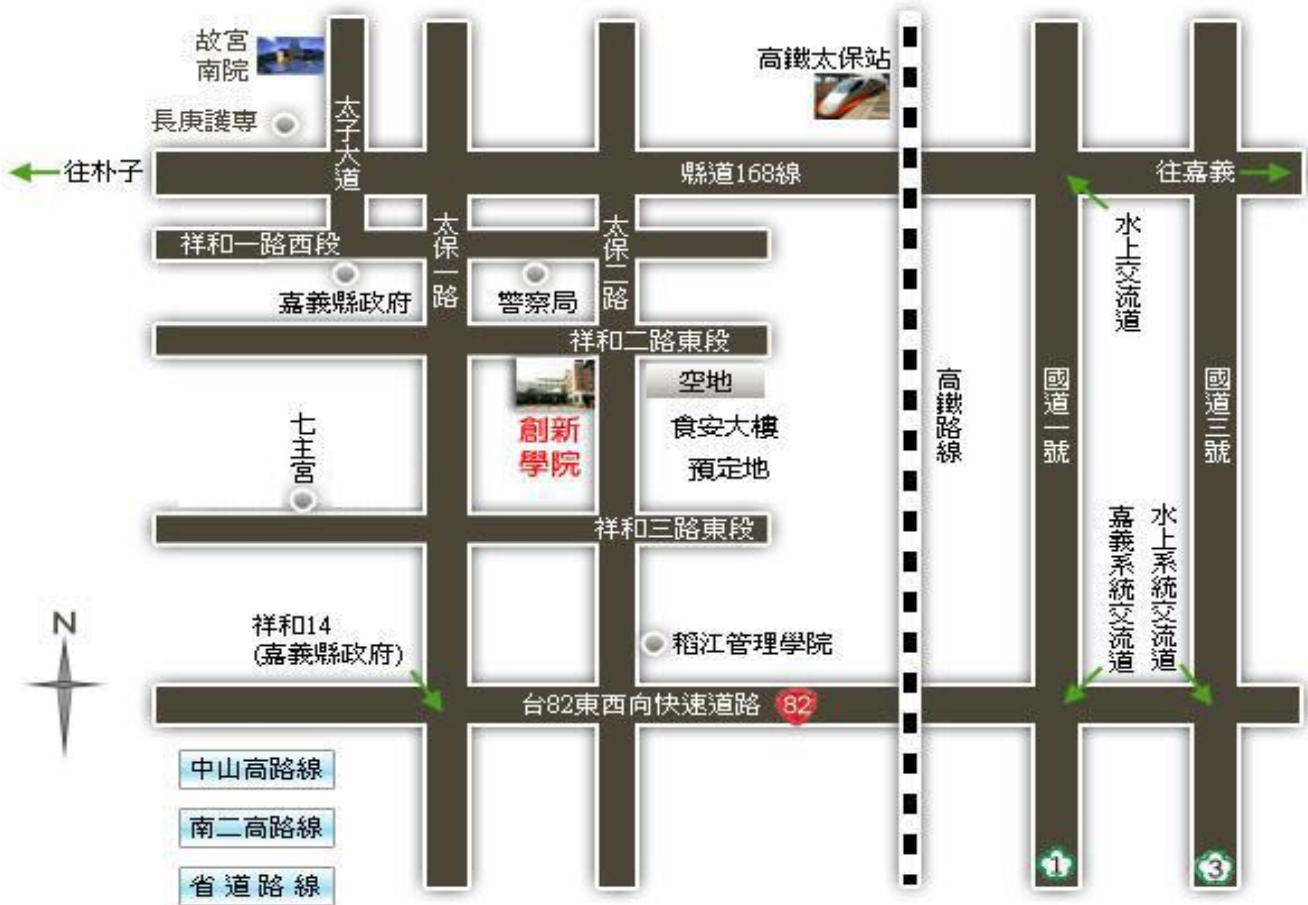 故宮
南院
高鐵太保站
長庚護専
太子大道
往朴子
縣道168線
往嘉義
祥和一路西段
太保一路
太保二路
水上交流道
嘉義縣政府
警察局
祥和二路東段
空地
高鐵路線
國道一號
國道三號
創新
學院
食安大樓
預定地
七主宮
祥和三路東段
嘉義系統交流道
水上系統交流道
N
祥和14
(嘉義縣政府)
稻江管理學院
台82東西向快速道路
82
中山高路線
南二高路線
省道路線
1
3